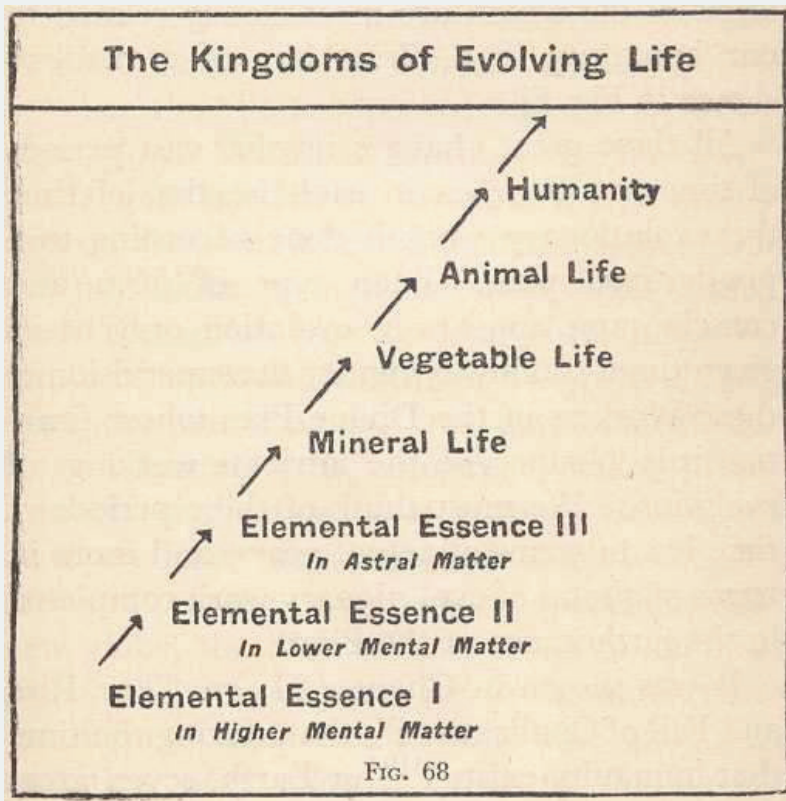 The Kingdoms of Evolving Life
Humanity
Animal Life
Vegetable Life
Mineral Life
Elemental Essence III
In Astral Matter
Elemental Essence II
In Lower Mental Matter
Elemental Essence I
In Higher Mental Matter
FIG. 68